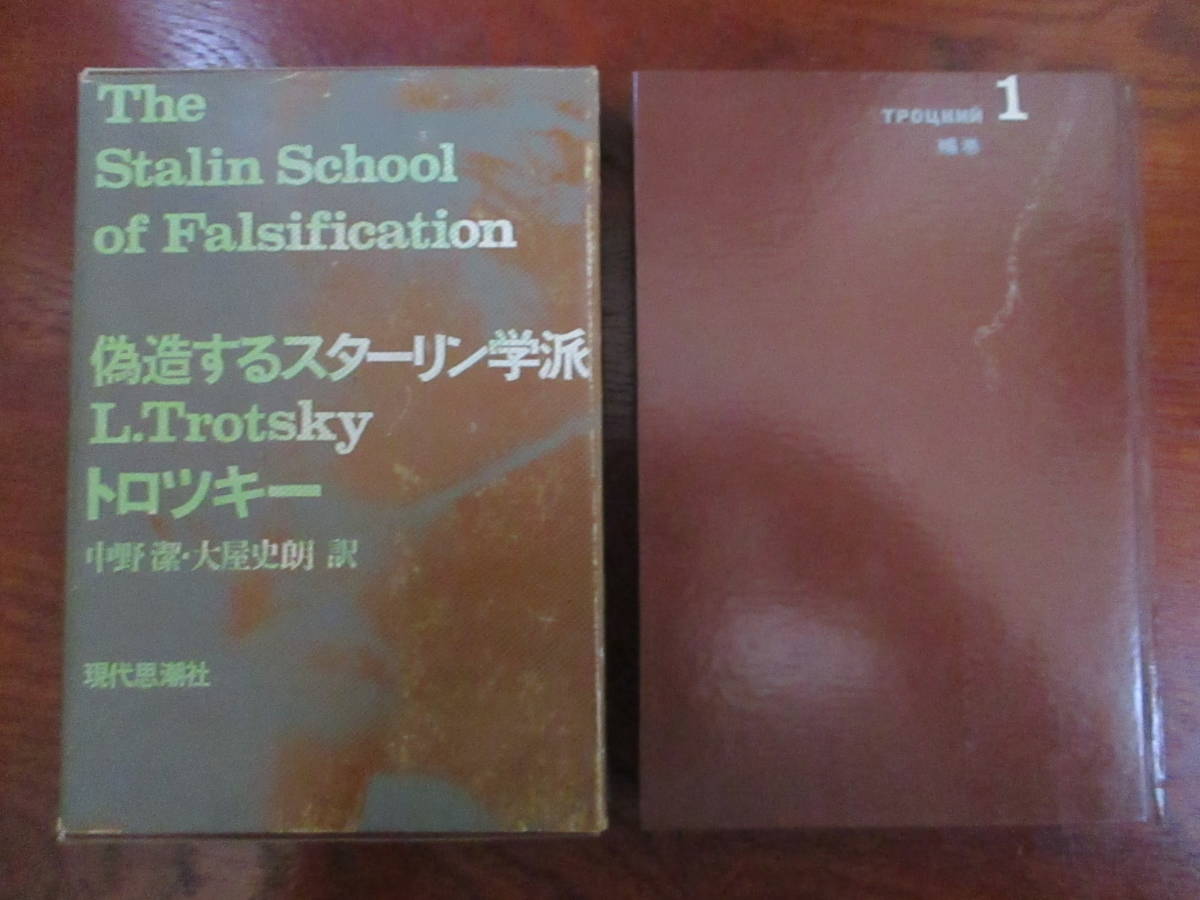 The
Stalin School
of Falsification
偽造するスターリン学派
L.Trotsky
トロツキー
中野 潔・大屋史朗 訳
現代思潮社
ТРОЦКИЙ 1
補巻